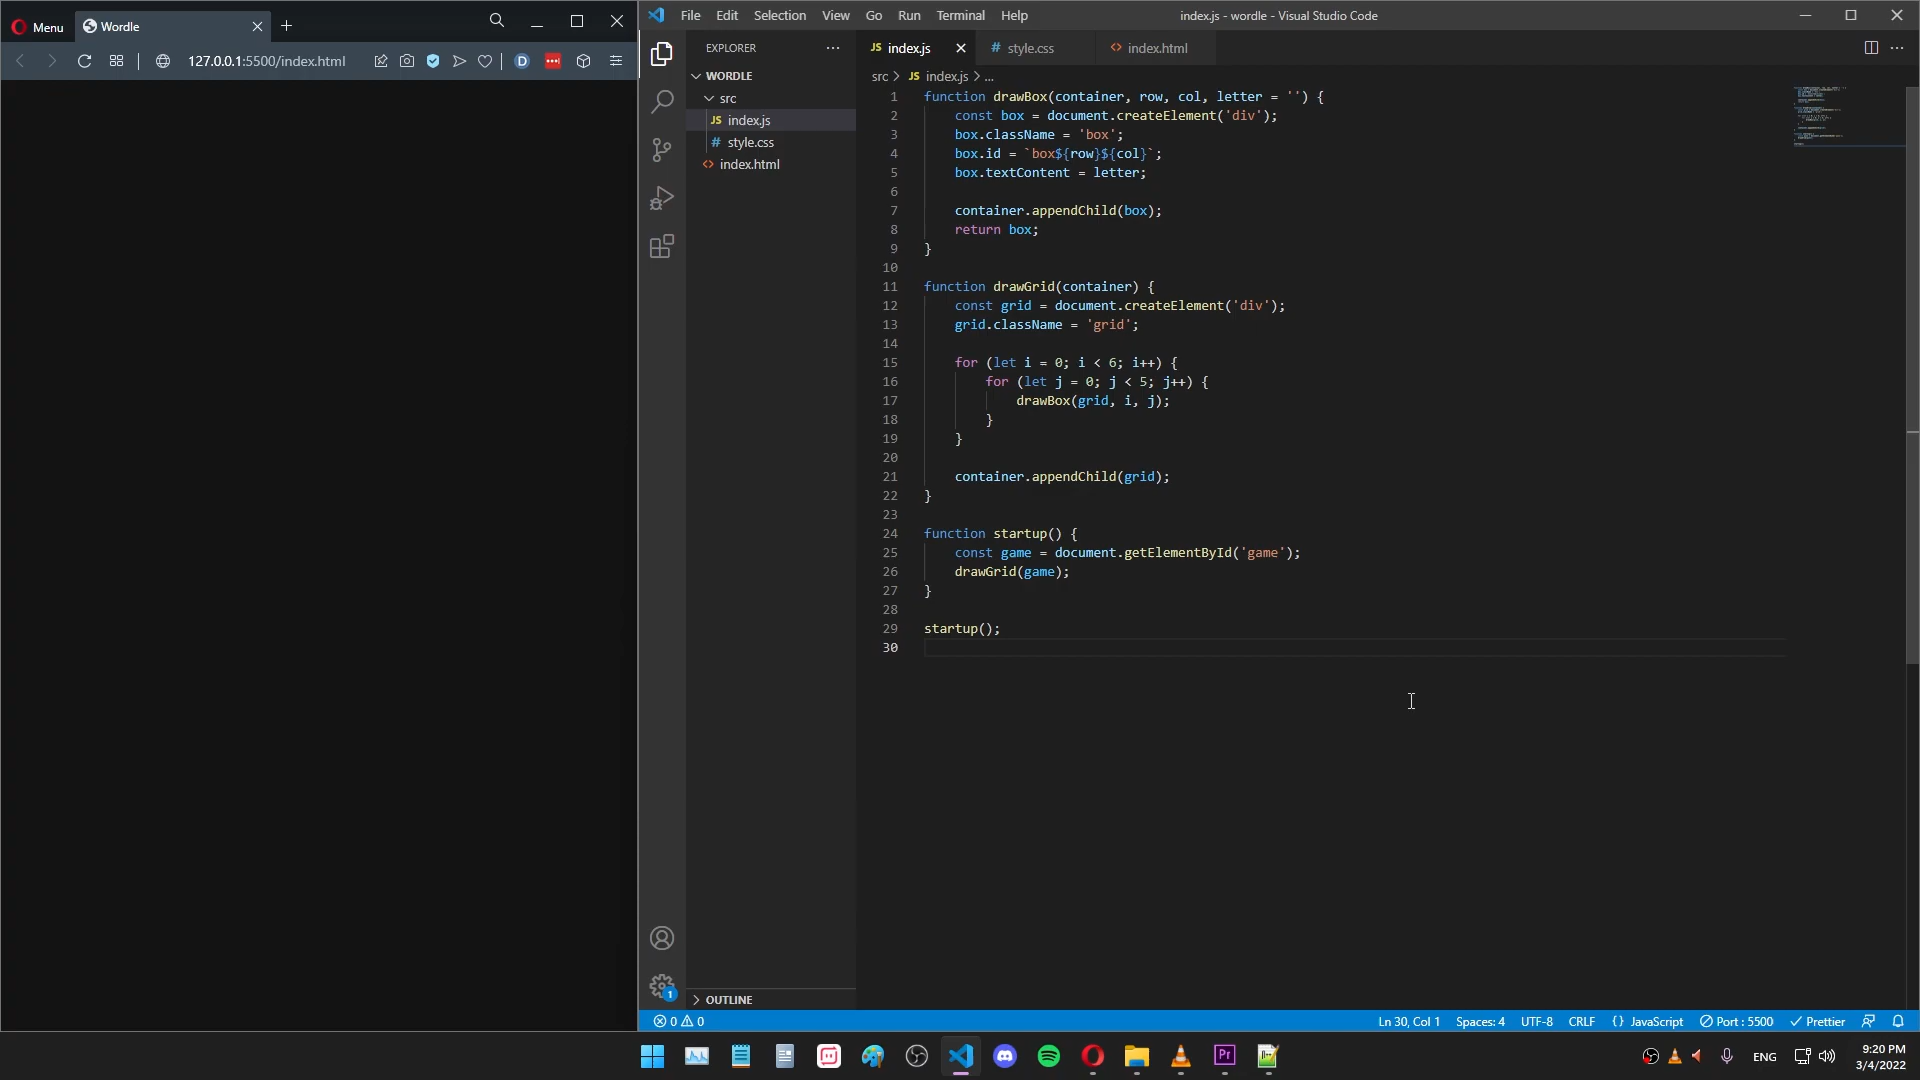 Menu
Wordle
127.0.0.1:5500/index.html
File Edit Selection View Go Run Terminal Help
index.js - wordle - Visual Studio Code
EXPLORER
WORDLE
src
JS index.js
# style.css
<> index.html
OUTLINE
JS index.js
# style.css
<> index.html
src > JS index.js > ...
1 function drawBox(container, row, col, letter = '') {
2     const box = document.createElement('div');
3     box.className = 'box';
4     box.id = `box${row}${col}`;
5     box.textContent = letter;
6
7     container.appendChild(box);
8     return box;
9 }
10
11 function drawGrid(container) {
12     const grid = document.createElement('div');
13     grid.className = 'grid';
14
15     for (let i = 0; i < 6; i++) {
16         for (let j = 0; j < 5; j++) {
17             drawBox(grid, i, j);
18         }
19     }
20
21     container.appendChild(grid);
22 }
23
24 function startup() {
25     const game = document.getElementById('game');
26     drawGrid(game);
27 }
28
29 startup();
30
1
0 0
Ln 30, Col 1 Spaces: 4 UTF-8 CRLF {} JavaScript Port : 5500 Prettier
D
Pr
ENG
9:20 PM
3/4/2022